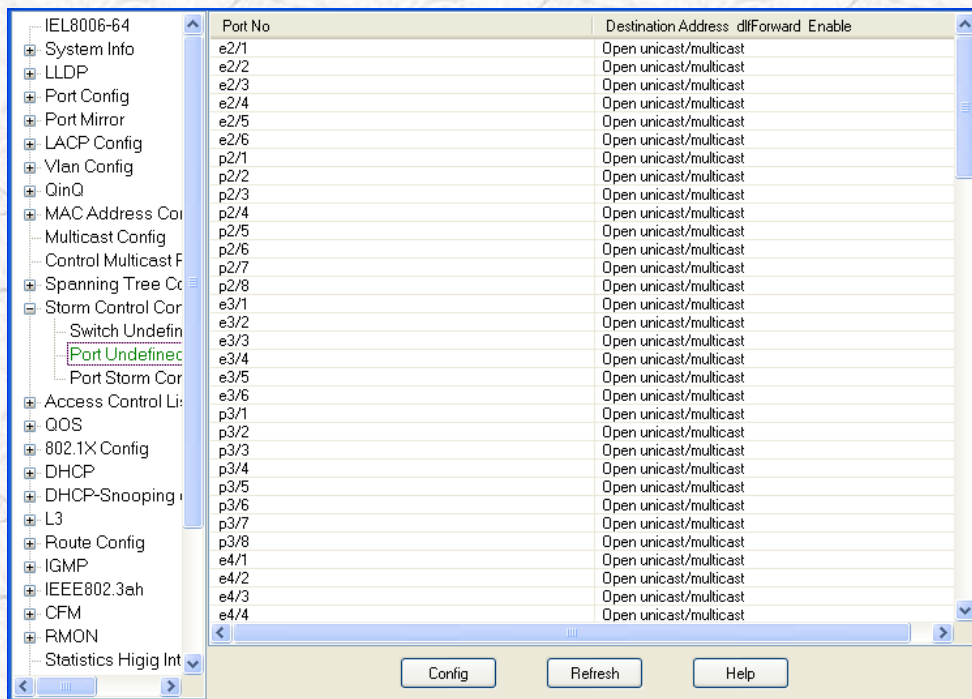 IEL8006-64
System Info
LLDP
Port Config
Port Mirror
LACP Config
Vlan Config
QinQ
MAC Address Co
Multicast Config
Control Multicast
Spanning Tree Co
Storm Control Con
Switch Undefin
Port Undefined
Port Storm Con
Access Control Lis
QOS
802.1X Config
DHCP
DHCP-Snooping
L3
Route Config
IGMP
IEEE802.3ah
CFM
RMON
Statistics Higig Int
Port No Destination Address dlfForward Enable
e2/1 Open unicast/multicast
e2/2 Open unicast/multicast
e2/3 Open unicast/multicast
e2/4 Open unicast/multicast
e2/5 Open unicast/multicast
e2/6 Open unicast/multicast
p2/1 Open unicast/multicast
p2/2 Open unicast/multicast
p2/3 Open unicast/multicast
p2/4 Open unicast/multicast
p2/5 Open unicast/multicast
p2/6 Open unicast/multicast
p2/7 Open unicast/multicast
p2/8 Open unicast/multicast
e3/1 Open unicast/multicast
e3/2 Open unicast/multicast
e3/3 Open unicast/multicast
e3/4 Open unicast/multicast
e3/5 Open unicast/multicast
e3/6 Open unicast/multicast
p3/1 Open unicast/multicast
p3/2 Open unicast/multicast
p3/3 Open unicast/multicast
p3/4 Open unicast/multicast
p3/5 Open unicast/multicast
p3/6 Open unicast/multicast
p3/7 Open unicast/multicast
p3/8 Open unicast/multicast
e4/1 Open unicast/multicast
e4/2 Open unicast/multicast
e4/3 Open unicast/multicast
e4/4 Open unicast/multicast
Config Refresh Help